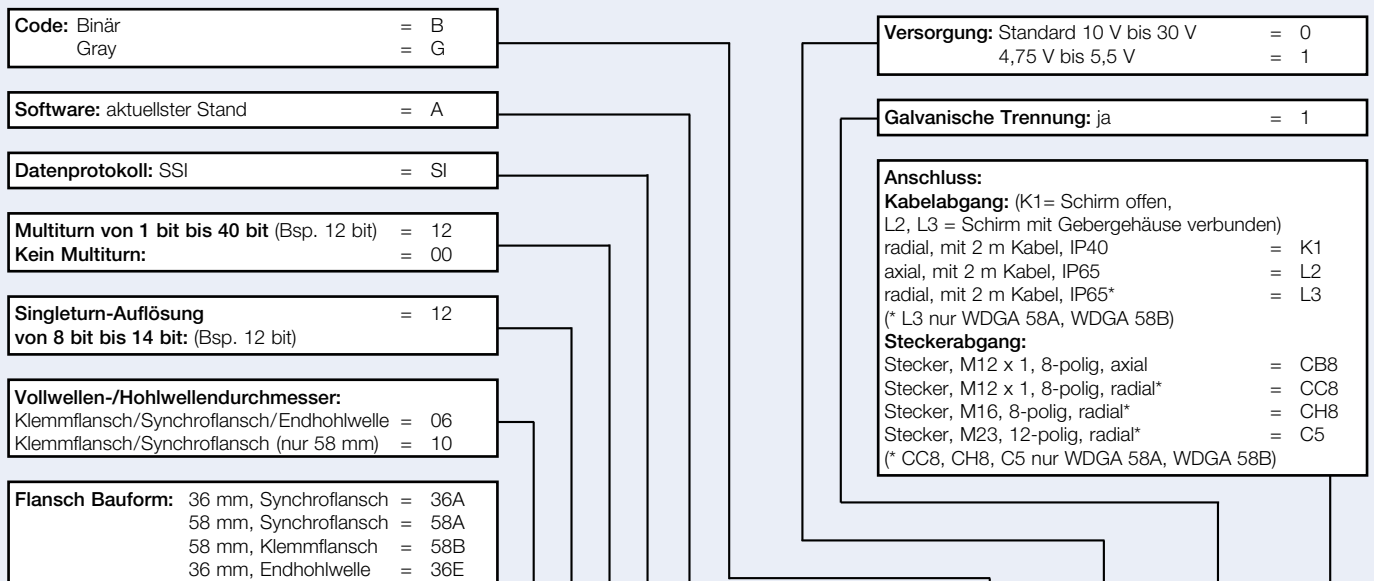 Code: Binär = B
Gray = G
Software: aktuellster Stand = A
Datenprotokoll: SSI = SI
Multiturn von 1 bit bis 40 bit (Bsp. 12 bit) = 12
Kein Multiturn: = 00
Singleturn-Auflösung = 12
von 8 bit bis 14 bit: (Bsp. 12 bit)
Vollwellen-/Hohlwellendurchmesser:
Klemmflansch/Synchroflansch/Endhohlwelle = 06
Klemmflansch/Synchroflansch (nur 58 mm) = 10
Flansch Bauform: 36 mm, Synchroflansch = 36A
58 mm, Synchroflansch = 58A
58 mm, Klemmflansch = 58B
36 mm, Endhohlwelle = 36E
Versorgung: Standard 10 V bis 30 V = 0
4,75 V bis 5,5 V = 1
Galvanische Trennung: ja = 1
Anschluss:
Kabelabgang: (K1= Schirm offen,
L2, L3 = Schirm mit Gebergehäuse verbunden)
radial, mit 2 m Kabel, IP40 = K1
axial, mit 2 m Kabel, IP65 = L2
radial, mit 2 m Kabel, IP65* = L3
(* L3 nur WDGA 58A, WDGA 58B)
Steckerabgang:
Stecker, M12 x 1, 8-polig, axial = CB8
Stecker, M12 x 1, 8-polig, radial* = CC8
Stecker, M16, 8-polig, radial* = CH8
Stecker, M23, 12-polig, radial* = C5
(* CC8, CH8, C5 nur WDGA 58A, WDGA 58B)